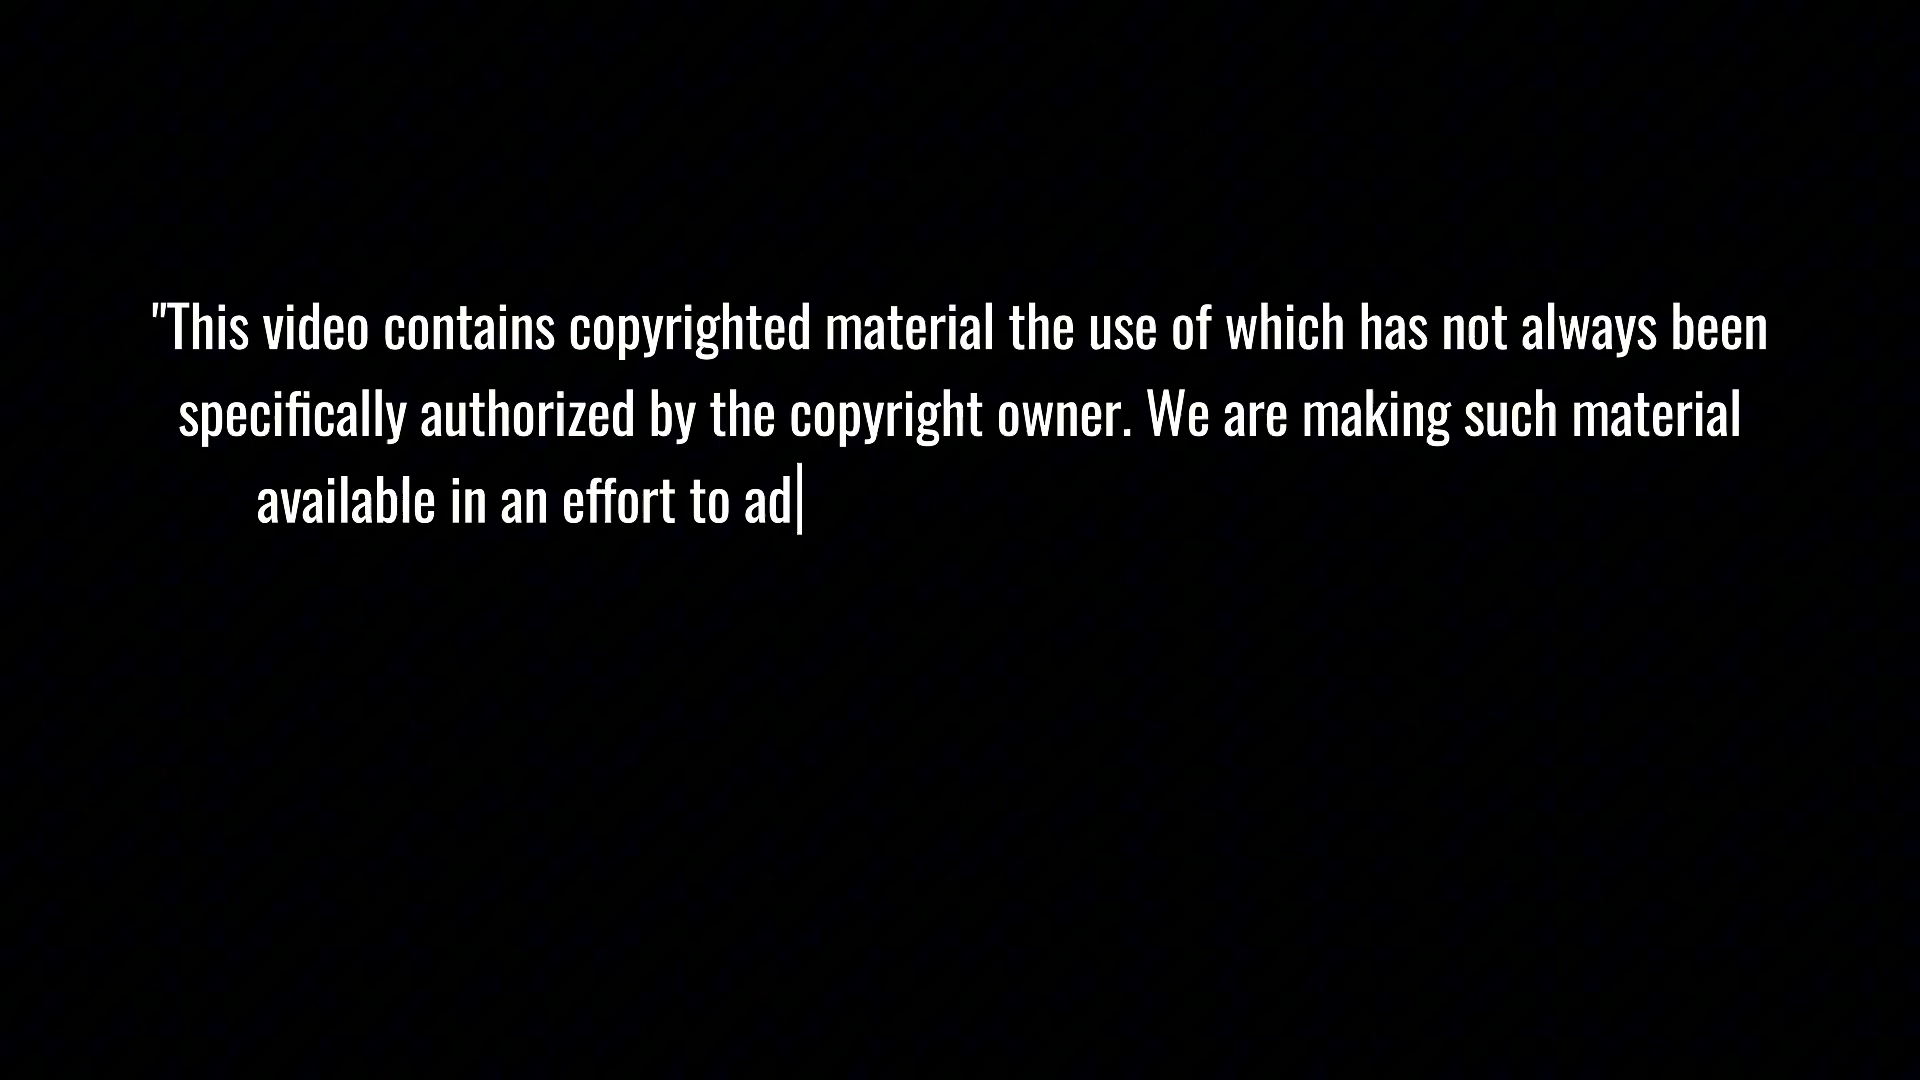 "This video contains copyrighted material the use of which has not always been
specifically authorized by the copyright owner. We are making such material
available in an effort to ad